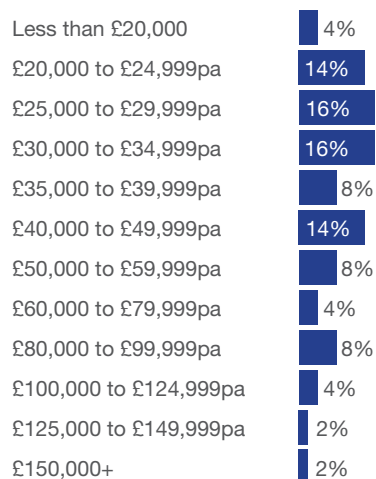 Less than £20,000 4%
£20,000 to £24,999pa 14%
£25,000 to £29,999pa 16%
£30,000 to £34,999pa 16%
£35,000 to £39,999pa 8%
£40,000 to £49,999pa 14%
£50,000 to £59,999pa 8%
£60,000 to £79,999pa 4%
£80,000 to £99,999pa 8%
£100,000 to £124,999pa 4%
£125,000 to £149,999pa 2%
£150,000+ 2%